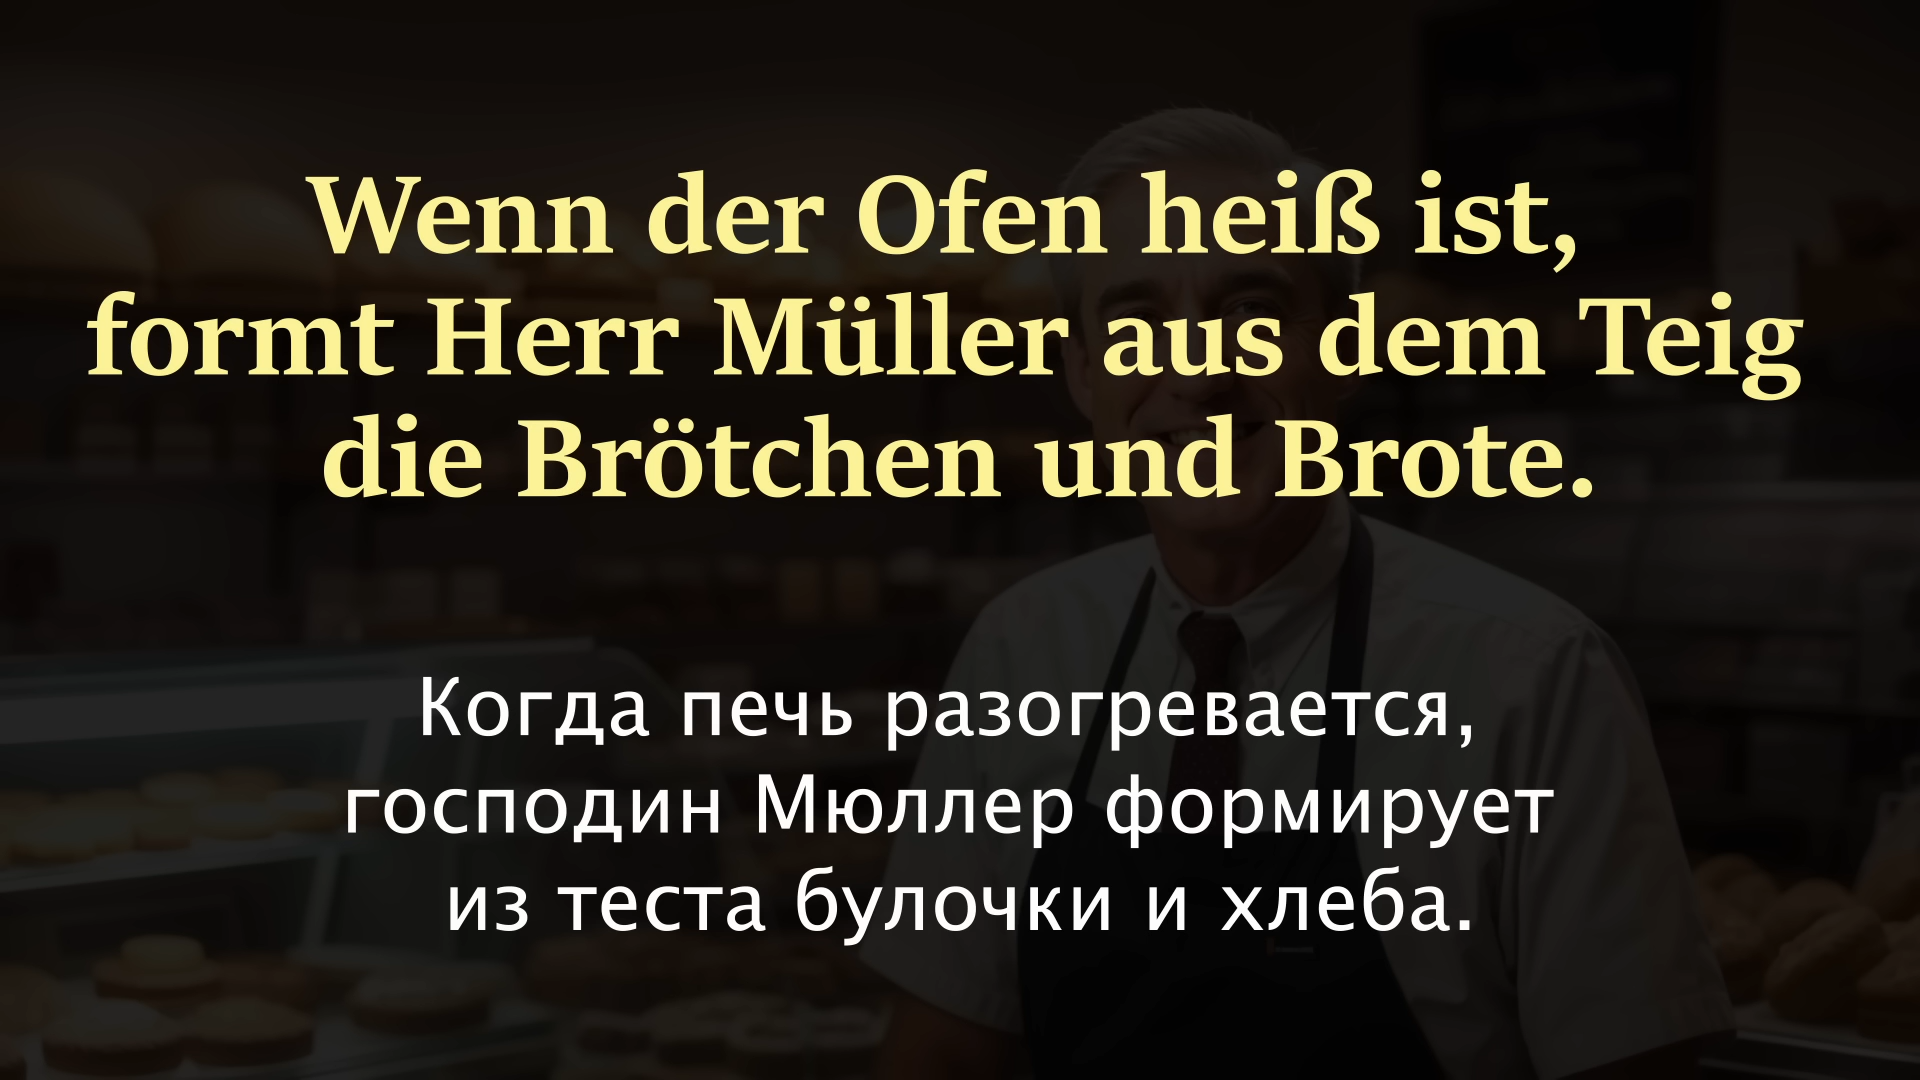 Wenn der Ofen heiß ist,
formt Herr Müller aus dem Teig
die Brötchen und Brote.
Когда печь разогревается,
господин Мюллер формирует
из теста булочки и хлеба.